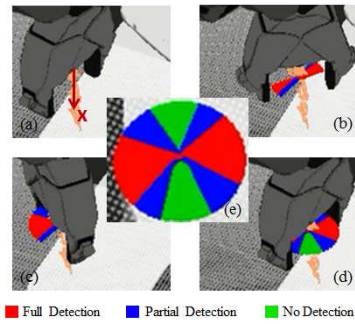 (a)
X
(b)
(e)
(c)
(d)
Full Detection
Partial Detection
No Detection